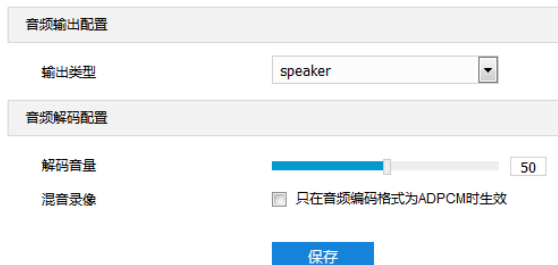 音频输出配置
输出类型 speaker
音频解码配置
解码音量 50
混音录像 只在音频编码格式为ADPCM时生效
保存